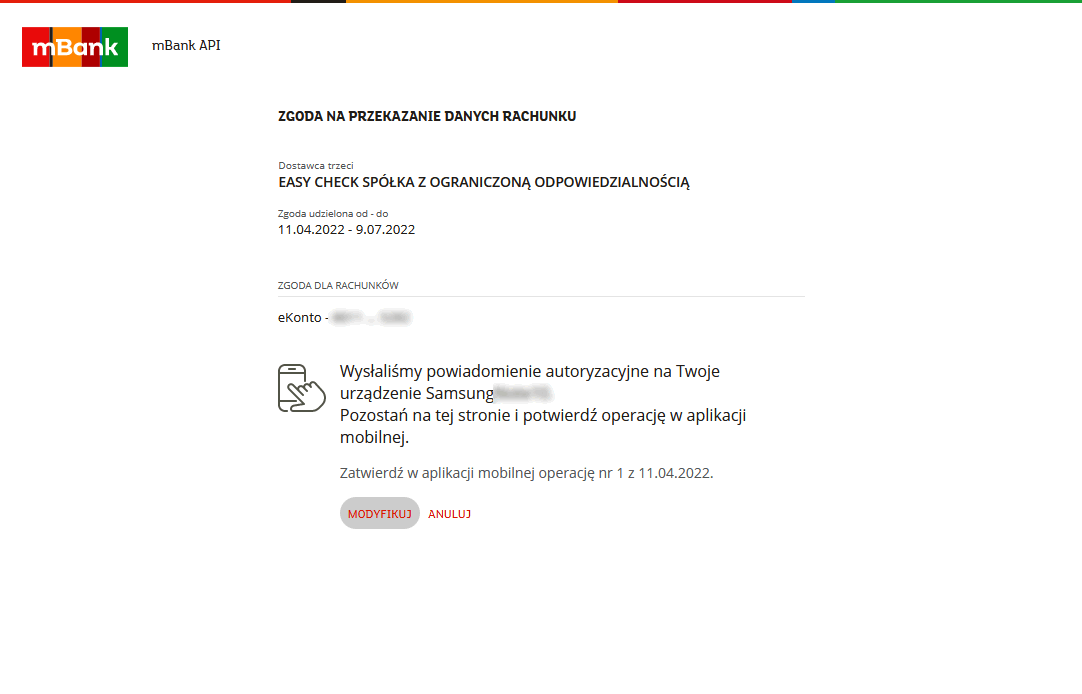 mBank
mBank API
ZGODA NA PRZEKAZANIE DANYCH RACHUNKU
Dostawca trzeci
EASY CHECK SPÓŁKA Z OGRANICZONĄ ODPOWIEDZIALNOŚCIĄ
Zgoda udzielona od - do
11.04.2022 - 9.07.2022
ZGODA DLA RACHUNKÓW
eKonto -
Wysłaliśmy powiadomienie autoryzacyjne na Twoje
urządzenie Samsung
Pozostań na tej stronie i potwierdź operację w aplikacji
mobilnej.
Zatwierdź w aplikacji mobilnej operację nr 1 z 11.04.2022.
MODYFIKUJ
ANULUJ